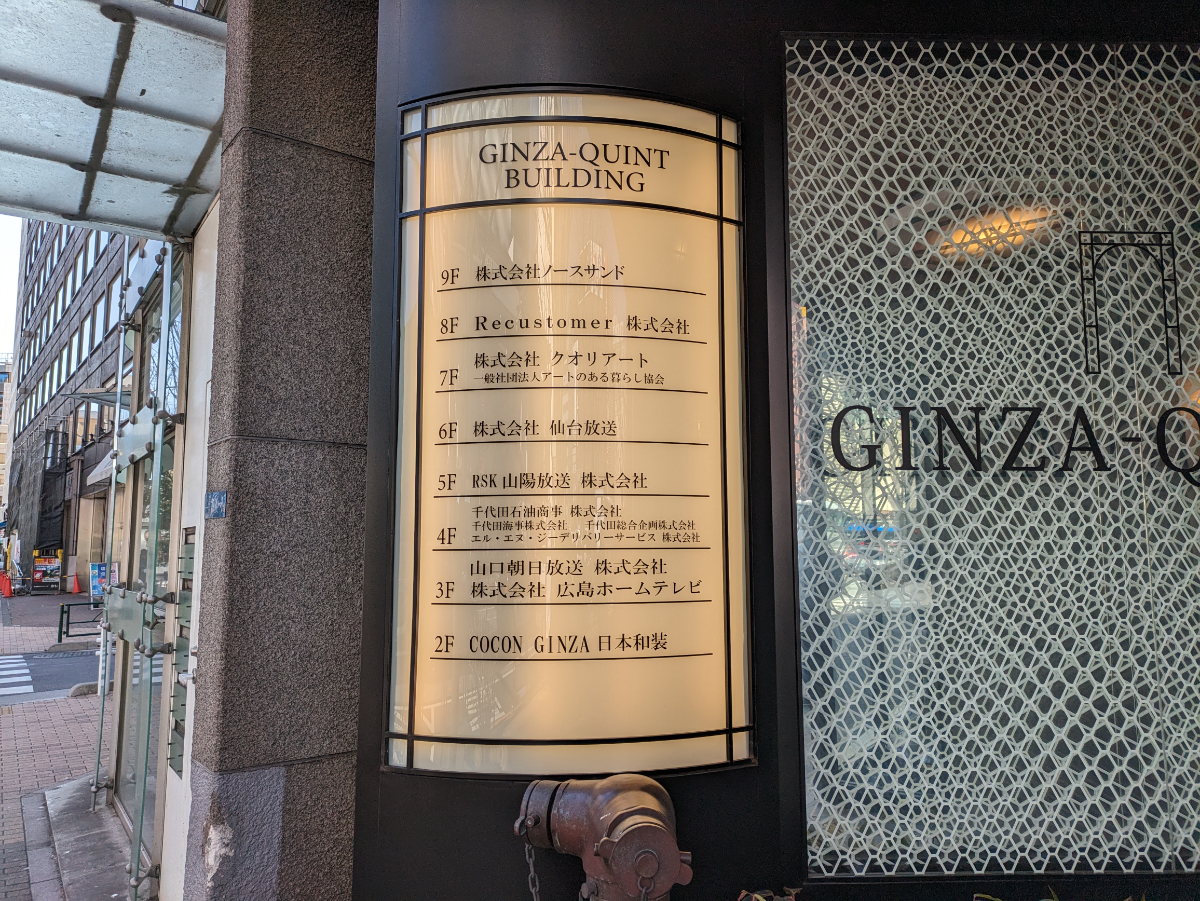 GINZA-QUINT
BUILDING
9F 株式会社ノースサンド
8F Recustomer 株式会社
株式会社 クオリアート
7F 一般社団法人アートのある暮らし協会
6F 株式会社 仙台放送
5F RSK 山陽放送 株式会社
千代田石油商事 株式会社
千代田海事株式会社 千代田総合企画株式会社
4F エル・エヌ・ジーデリバリーサービス 株式会社
山口朝日放送 株式会社
3F 株式会社 広島ホームテレビ
2F COCON GINZA 日本和装
GINZA-Q